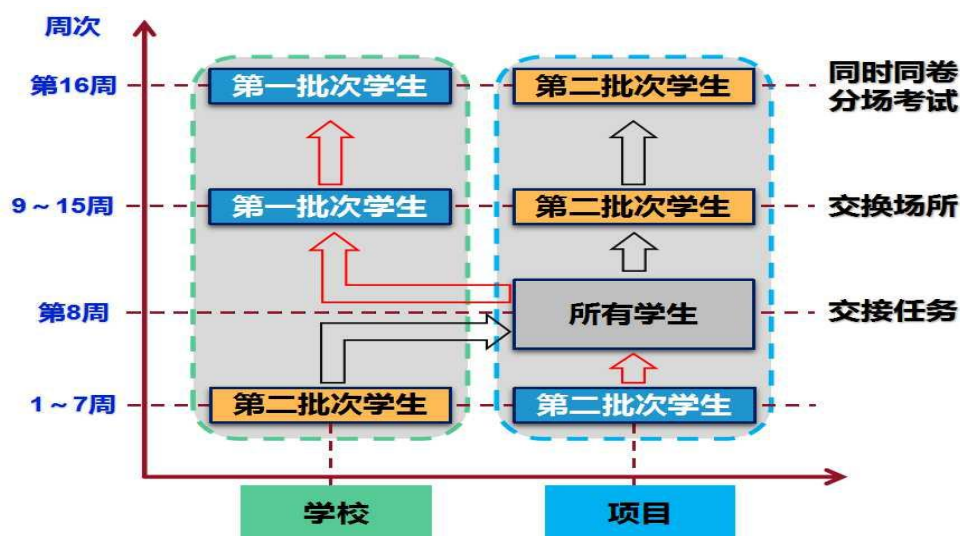 周次
第16周
第一批次学生
第二批次学生
同时同卷
分场考试
9～15周
第一批次学生
第二批次学生
交换场所
第8周
所有学生
交接任务
1～7周
第二批次学生
第二批次学生
学校
项目